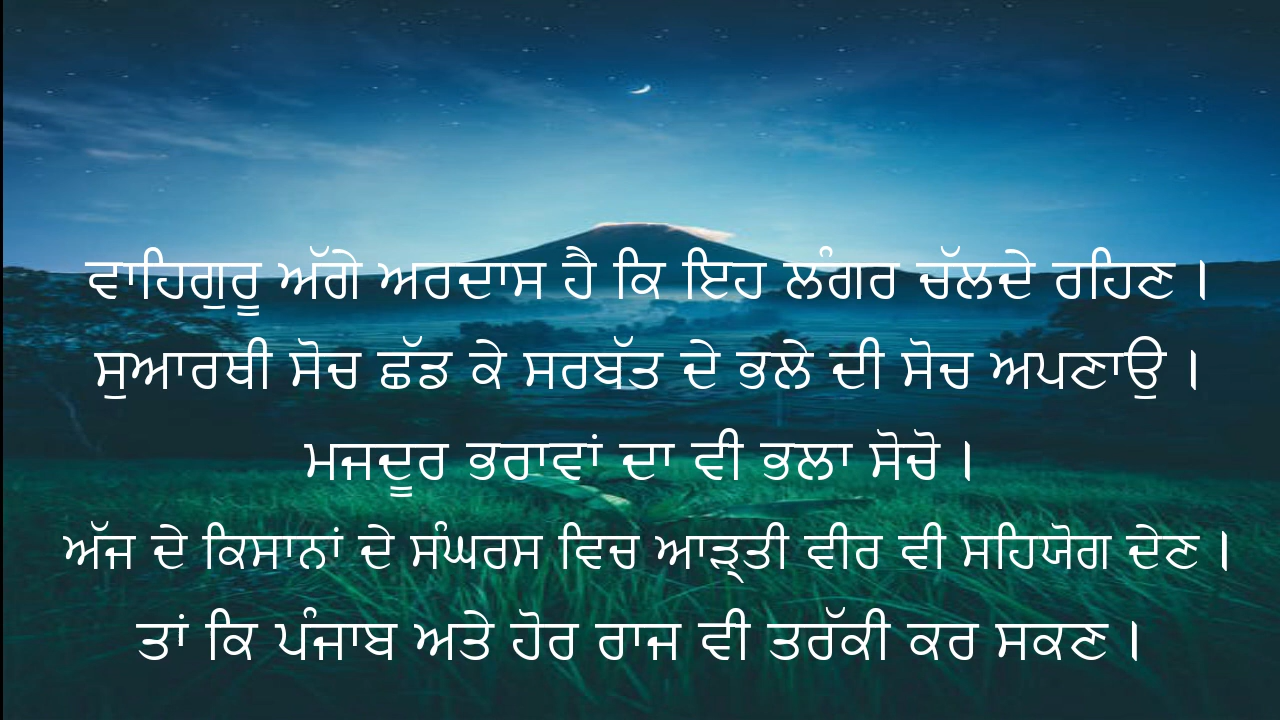 ਵਾਹਿਗੁਰੂ ਅੱਗੇ ਅਰਦਾਸ ਹੈ ਕਿ ਇਹ ਲੰਗਰ ਚੱਲਦੇ ਰਹਿਣ।
ਸੁਆਰਥੀ ਸੋਚ ਛੱਡ ਕੇ ਸਰਬੱਤ ਦੇ ਭਲੇ ਦੀ ਸੋਚ ਅਪਣਾਉ।
ਮਜਦੂਰ ਭਰਾਵਾਂ ਦਾ ਵੀ ਭਲਾ ਸੋਚੋ।
ਅੱਜ ਦੇ ਕਿਸਾਨਾਂ ਦੇ ਸੰਘਰਸ ਵਿਚ ਆੜ੍ਤੀ ਵੀਰ ਵੀ ਸਹਿਯੋਗ ਦੇਣ।
ਤਾਂ ਕਿ ਪੰਜਾਬ ਅਤੇ ਹੋਰ ਰਾਜ ਵੀ ਤਰੱਕੀ ਕਰ ਸਕਣ।